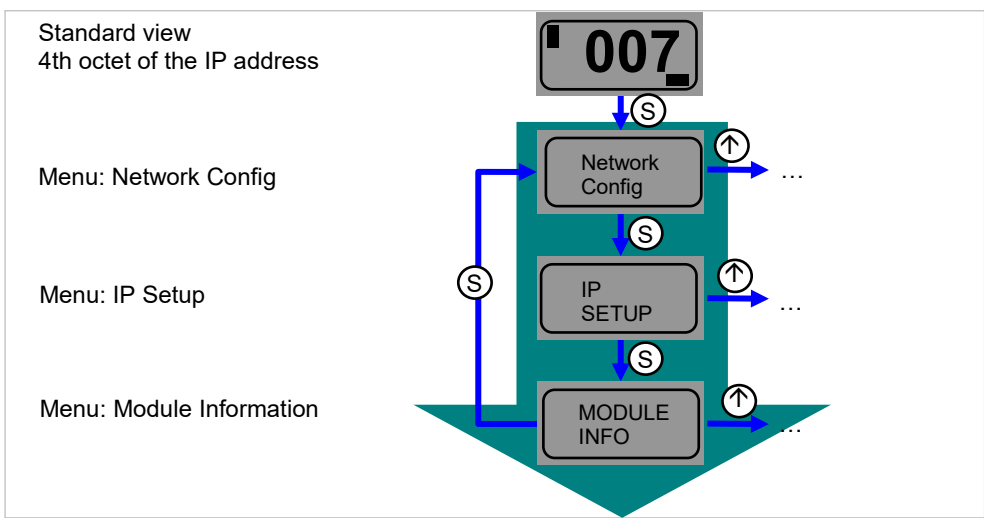 Standard view
4th octet of the IP address
007
S
Menu: Network Config
Network
Config
↑
…
S
Menu: IP Setup
S
IP
SETUP
↑
…
S
Menu: Module Information
MODULE
INFO
↑
…